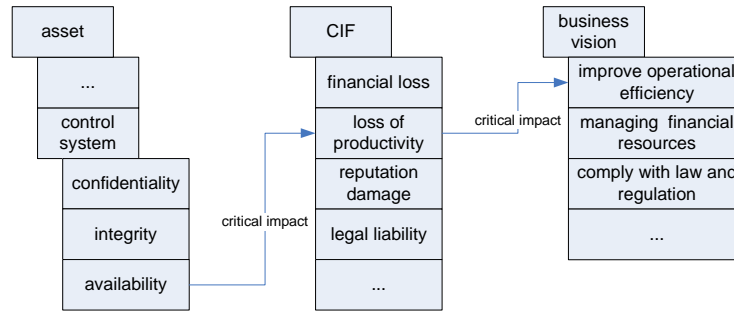 asset
...
control
system
confidentiality
integrity
availability
critical impact
CIF
financial loss
loss of
productivity
reputation
damage
legal liability
...
critical impact
business
vision
improve operational
efficiency
managing financial
resources
comply with law and
regulation
...